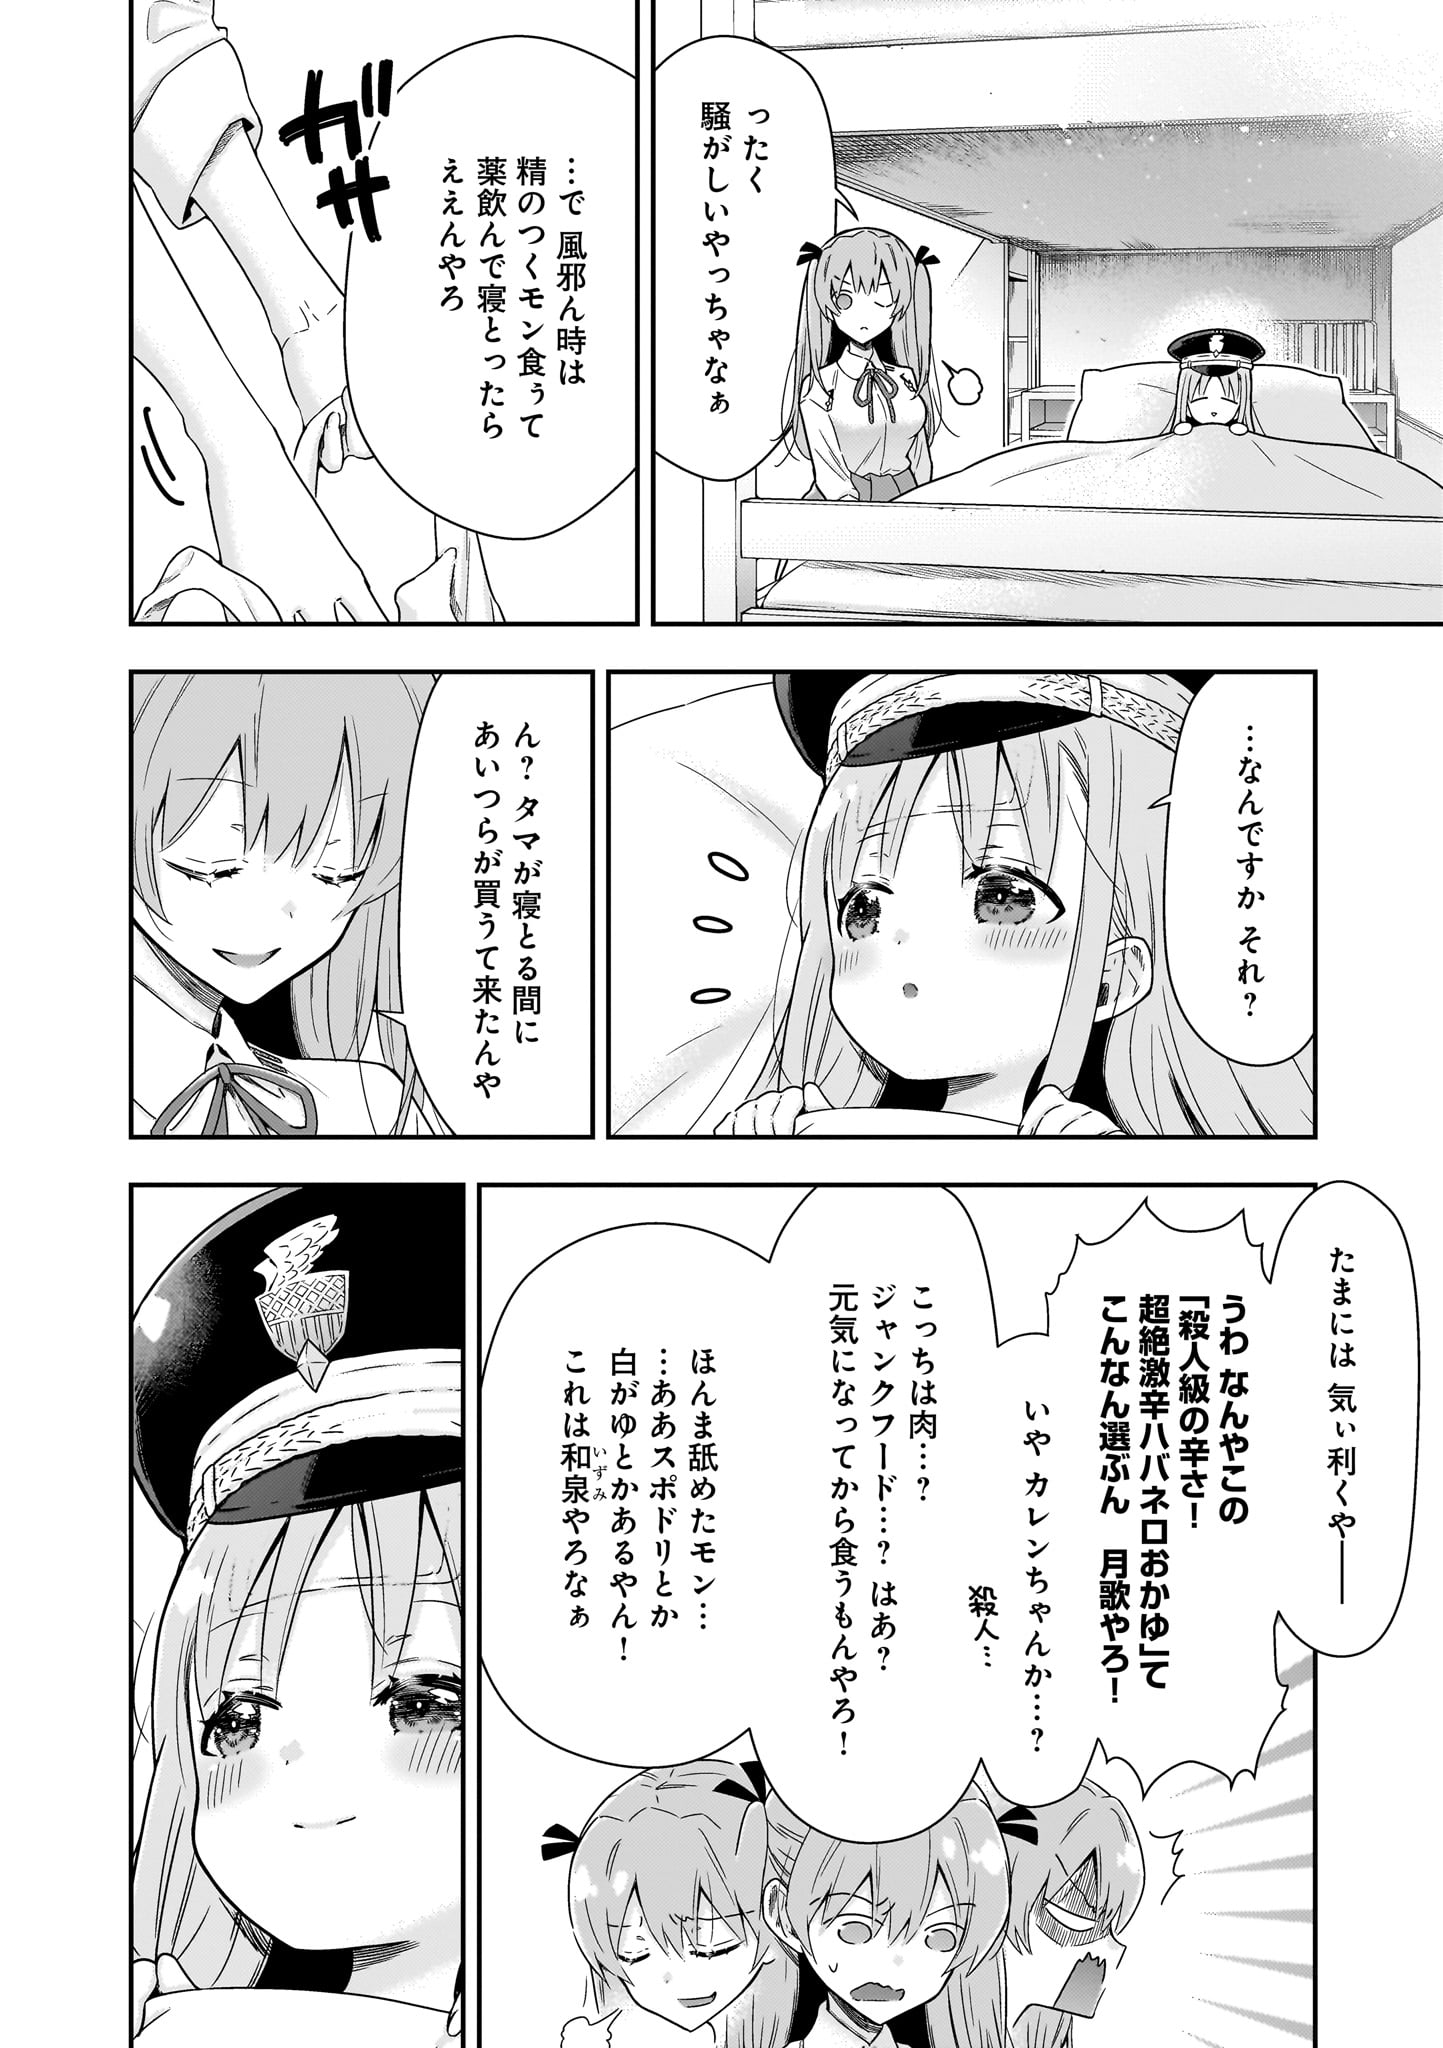 ったく
騒がしいやっちゃなぁ
…で 風邪ん時は
精のつくモン食ぅて
薬飲んで寝とったら
ええんやろ
ガサ
…なんですか それ？
ん？ タマが寝とる間に
あいつらが買うて来たんや
たまには 気ぃ利くや――
うわ なんやこの
「殺人級の辛さ！
超絶激辛ハバネロおかゆ」て
こんなん選ぶん 月歌やろ！
いや カレンちゃんか…？
殺人…
こっちは肉…？
ジャンクフード…？ はあ？
元気になってから食うもんやろ！
ほんま舐めたモン…
…ああスポドリとか
白がゆとかあるやん！
これは和泉やろなぁ
いずみ